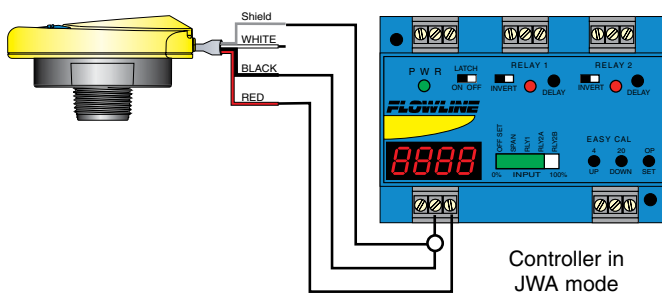 Shield
WHITE
BLACK
RED
RELAY 1
RELAY 2
PWR
LATCH
ON OFF
INVERT
DELAY
INVERT
DELAY
FLOWLINE
8888
OFF SET
SPAN
RLY1
RLY2A
RLY2B
0% INPUT 100%
EASY CAL
4 20 OP
UP DOWN SET
Controller in
JWA mode